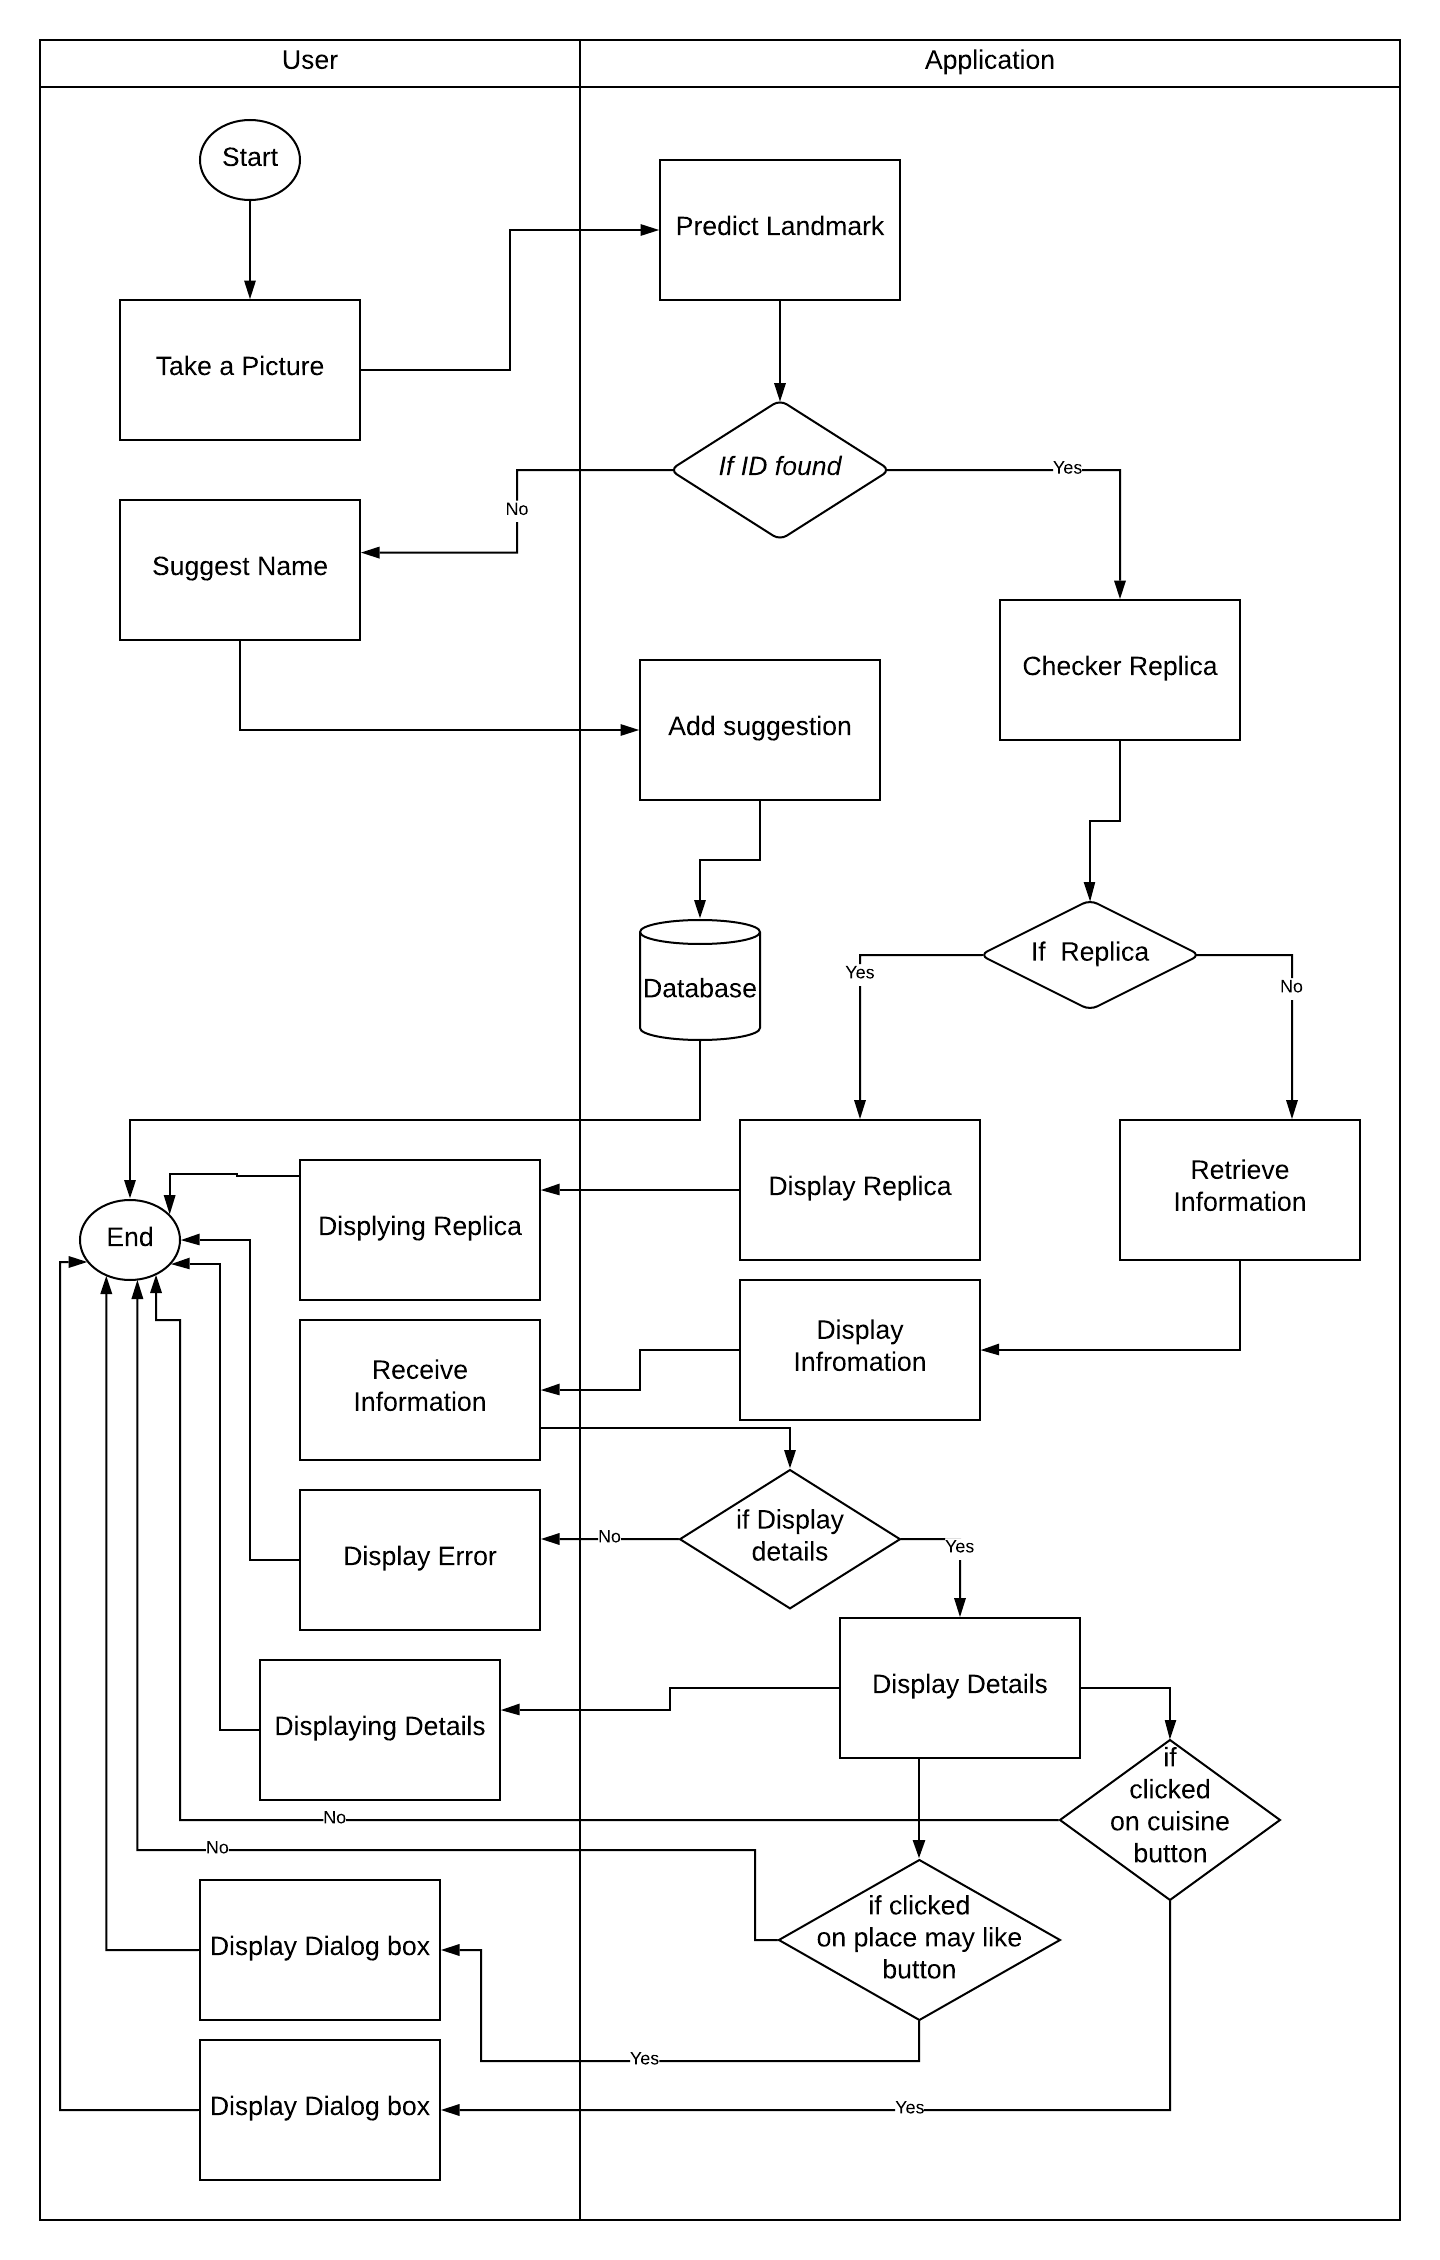 User
Application
Start
Predict Landmark
Take a Picture
If ID found
Yes
No
Suggest Name
Checker Replica
Add suggestion
If  Replica
Yes
No
Database
Display Replica
Retrieve
Information
Displying Replica
End
Display
Infromation
Receive
Information
if Display
details
No
Yes
Display Error
Display Details
Displaying Details
if
clicked
on cuisine
button
No
No
if clicked
on place may like
button
Display Dialog box
Yes
Display Dialog box
Yes